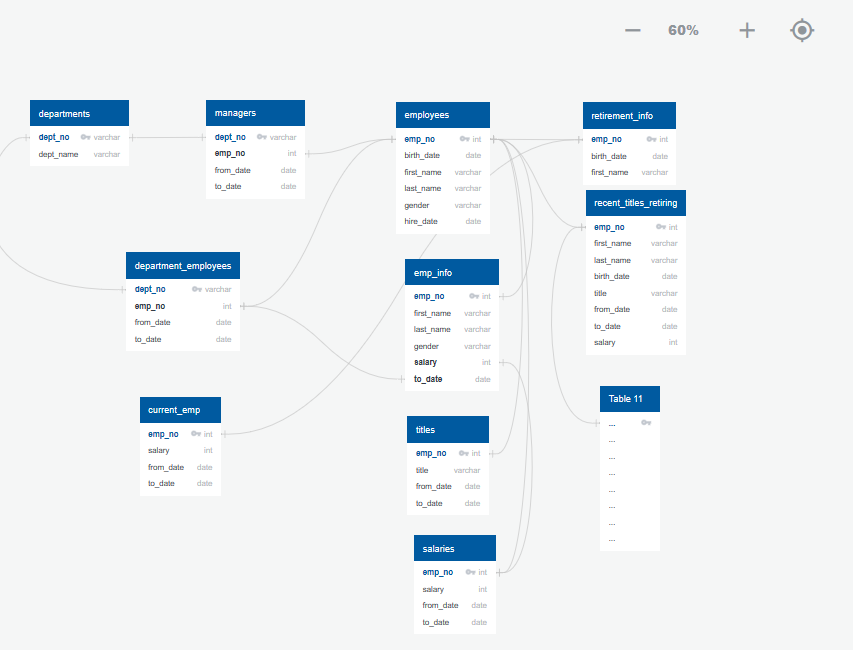 60%
departments
dept_no varchar
dept_name varchar
managers
dept_no varchar
emp_no int
from_date date
to_date date
employees
emp_no int
birth_date date
first_name varchar
last_name varchar
gender varchar
hire_date date
retirement_info
emp_no int
birth_date date
first_name varchar
recent_titles_retiring
emp_no int
first_name varchar
last_name varchar
birth_date date
title varchar
from_date date
to_date date
salary int
department_employees
dept_no varchar
emp_no int
from_date date
to_date date
emp_info
emp_no int
first_name varchar
last_name varchar
gender varchar
salary int
to_date date
current_emp
emp_no int
salary int
from_date date
to_date date
titles
emp_no int
title varchar
from_date date
to_date date
Table 11
...
...
...
...
...
...
...
...
salaries
emp_no int
salary int
from_date date
to_date date